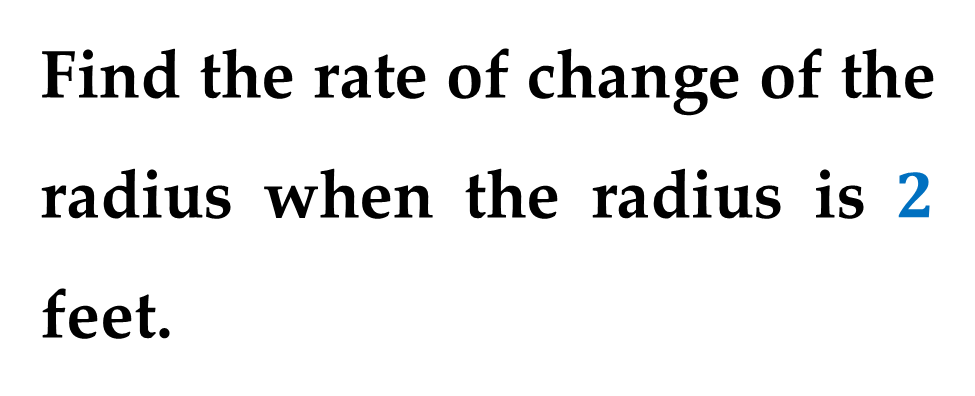 Find the rate of change of the
radius when the radius is 2
feet.